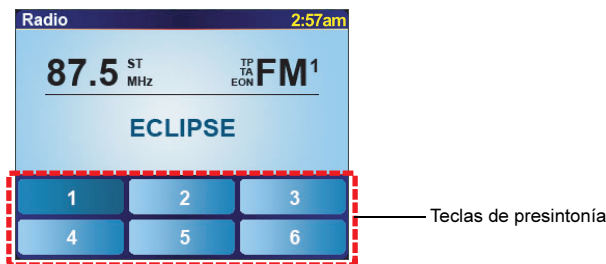 Radio 2:57am
87.5 ST MHz TP TA EON FM¹
ECLIPSE
1 2 3
4 5 6
Teclas de presintonía